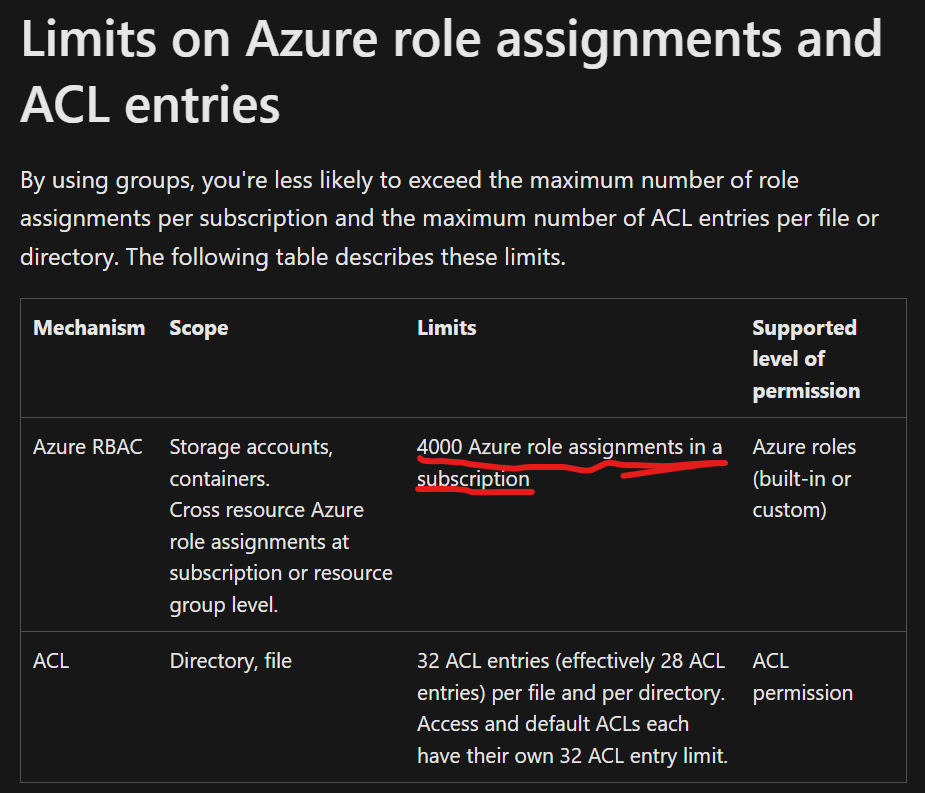 Limits on Azure role assignments and
ACL entries
By using groups, you're less likely to exceed the maximum number of role
assignments per subscription and the maximum number of ACL entries per file or
directory. The following table describes these limits.
Mechanism
Scope
Limits
Supported
level of
permission
Azure RBAC
Storage accounts,
containers.
Cross resource Azure
role assignments at
subscription or resource
group level.
4000 Azure role assignments in a
subscription
Azure roles
(built-in or
custom)
ACL
Directory, file
32 ACL entries (effectively 28 ACL
entries) per file and per directory.
Access and default ACLs each
have their own 32 ACL entry limit.
ACL
permission